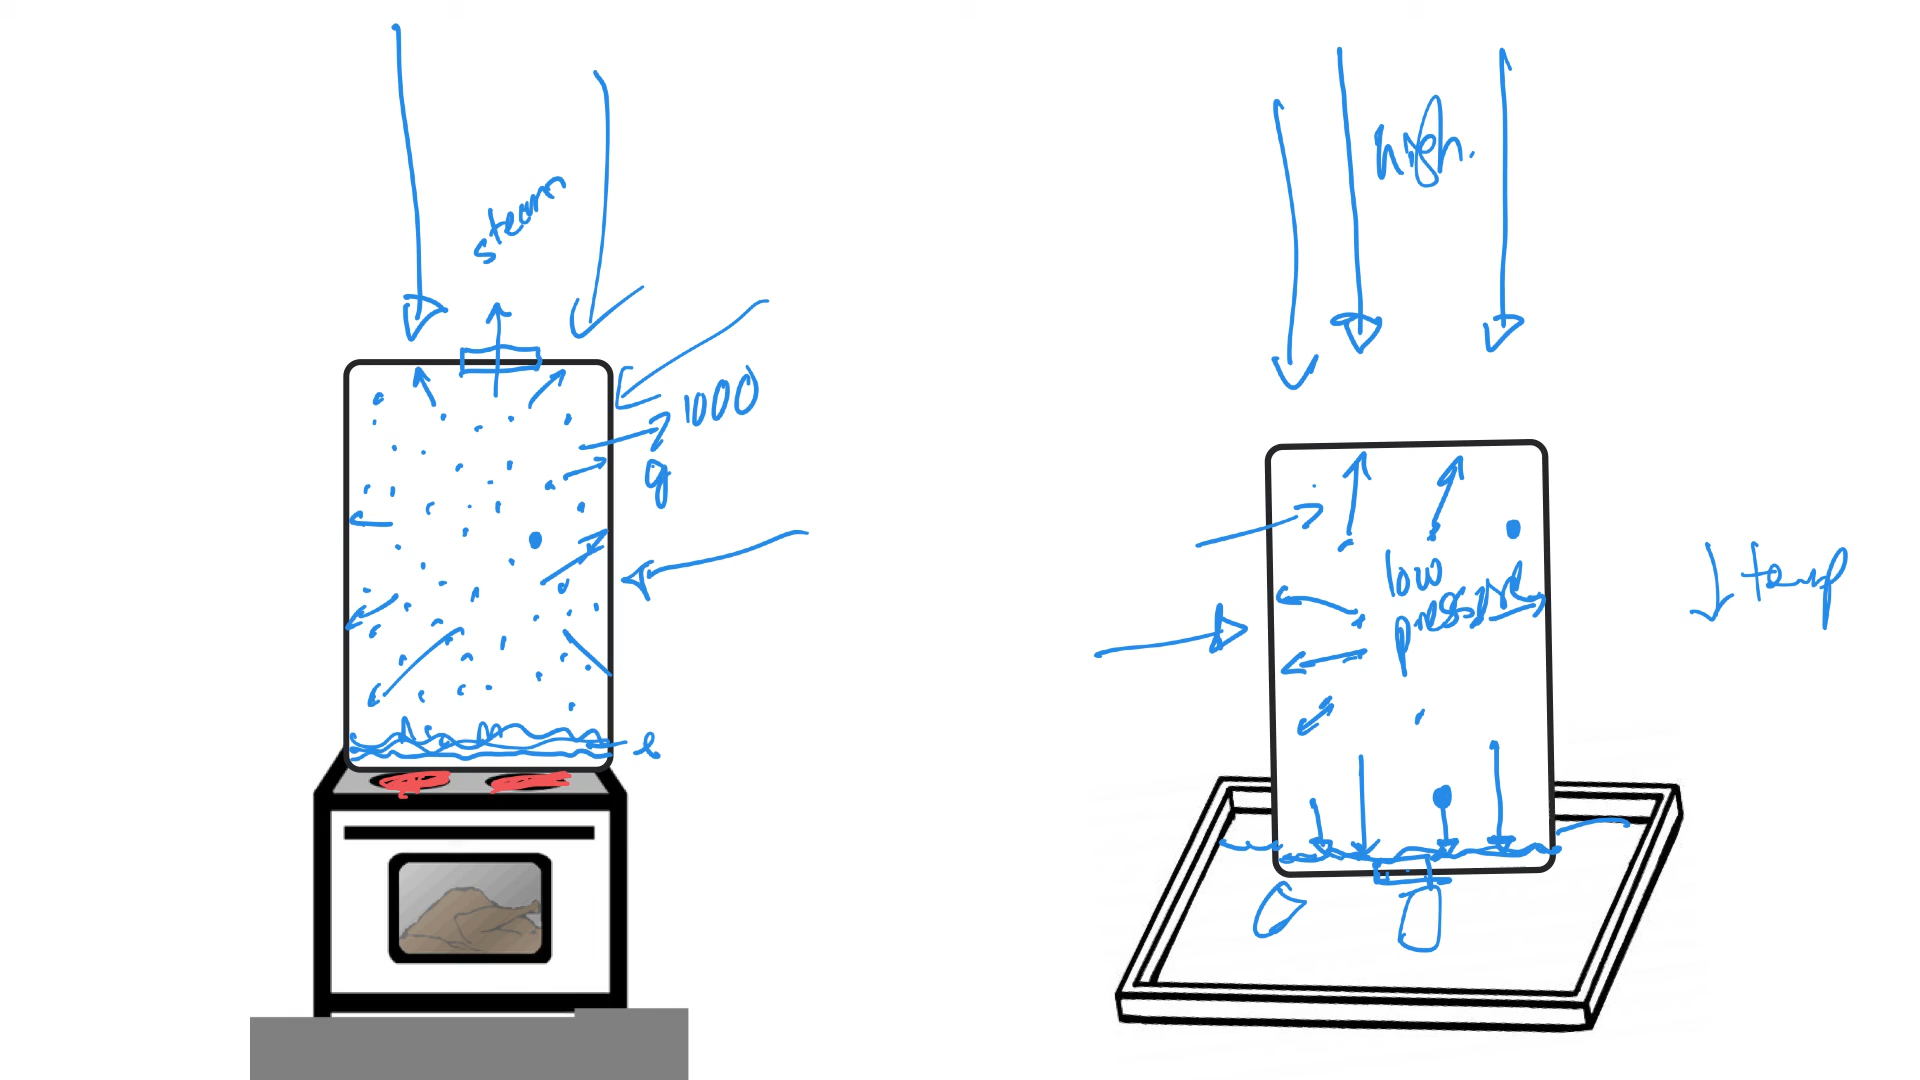 steam
1000
g
l
high.
low
pressure
↓ temp